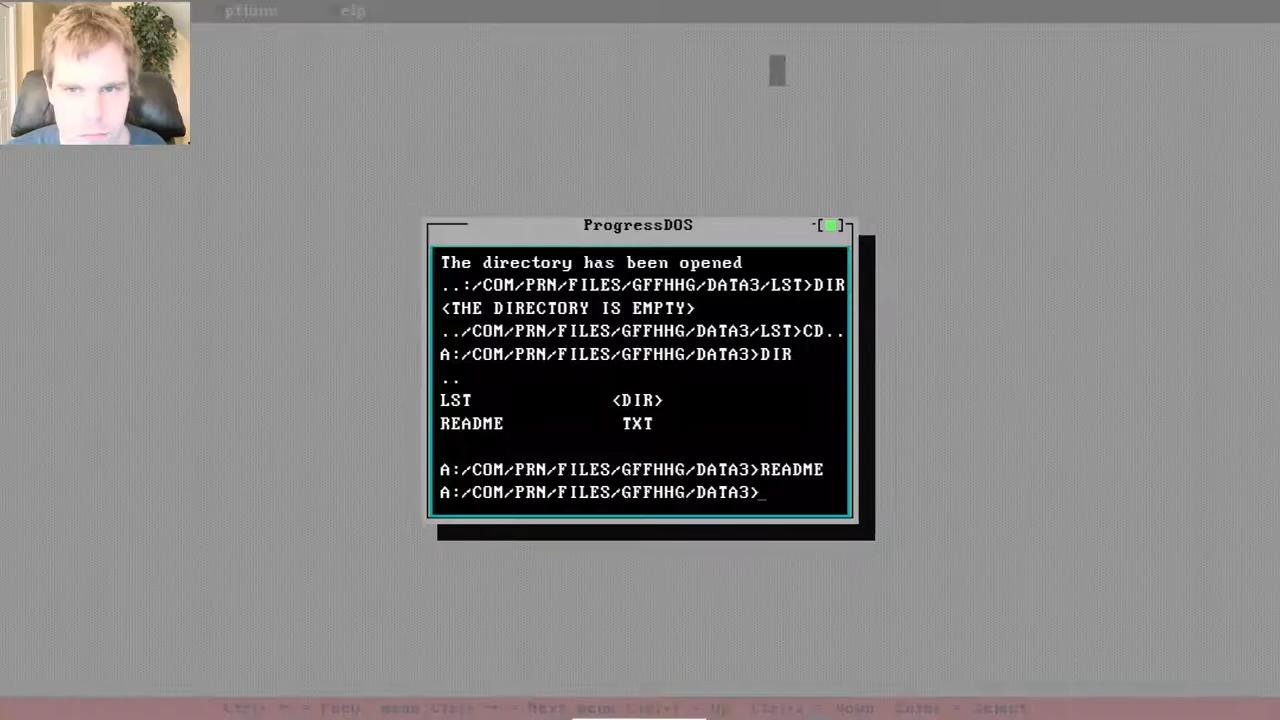 ptions elp
ProgressDOS
The directory has been opened
..:/COM/PRN/FILES/GFFHHG/DATA3/LST>DIR
<THE DIRECTORY IS EMPTY>
../COM/PRN/FILES/GFFHHG/DATA3/LST>CD..
A:/COM/PRN/FILES/GFFHHG/DATA3>DIR
..
LST <DIR>
README TXT
A:/COM/PRN/FILES/GFFHHG/DATA3>README
A:/COM/PRN/FILES/GFFHHG/DATA3>_